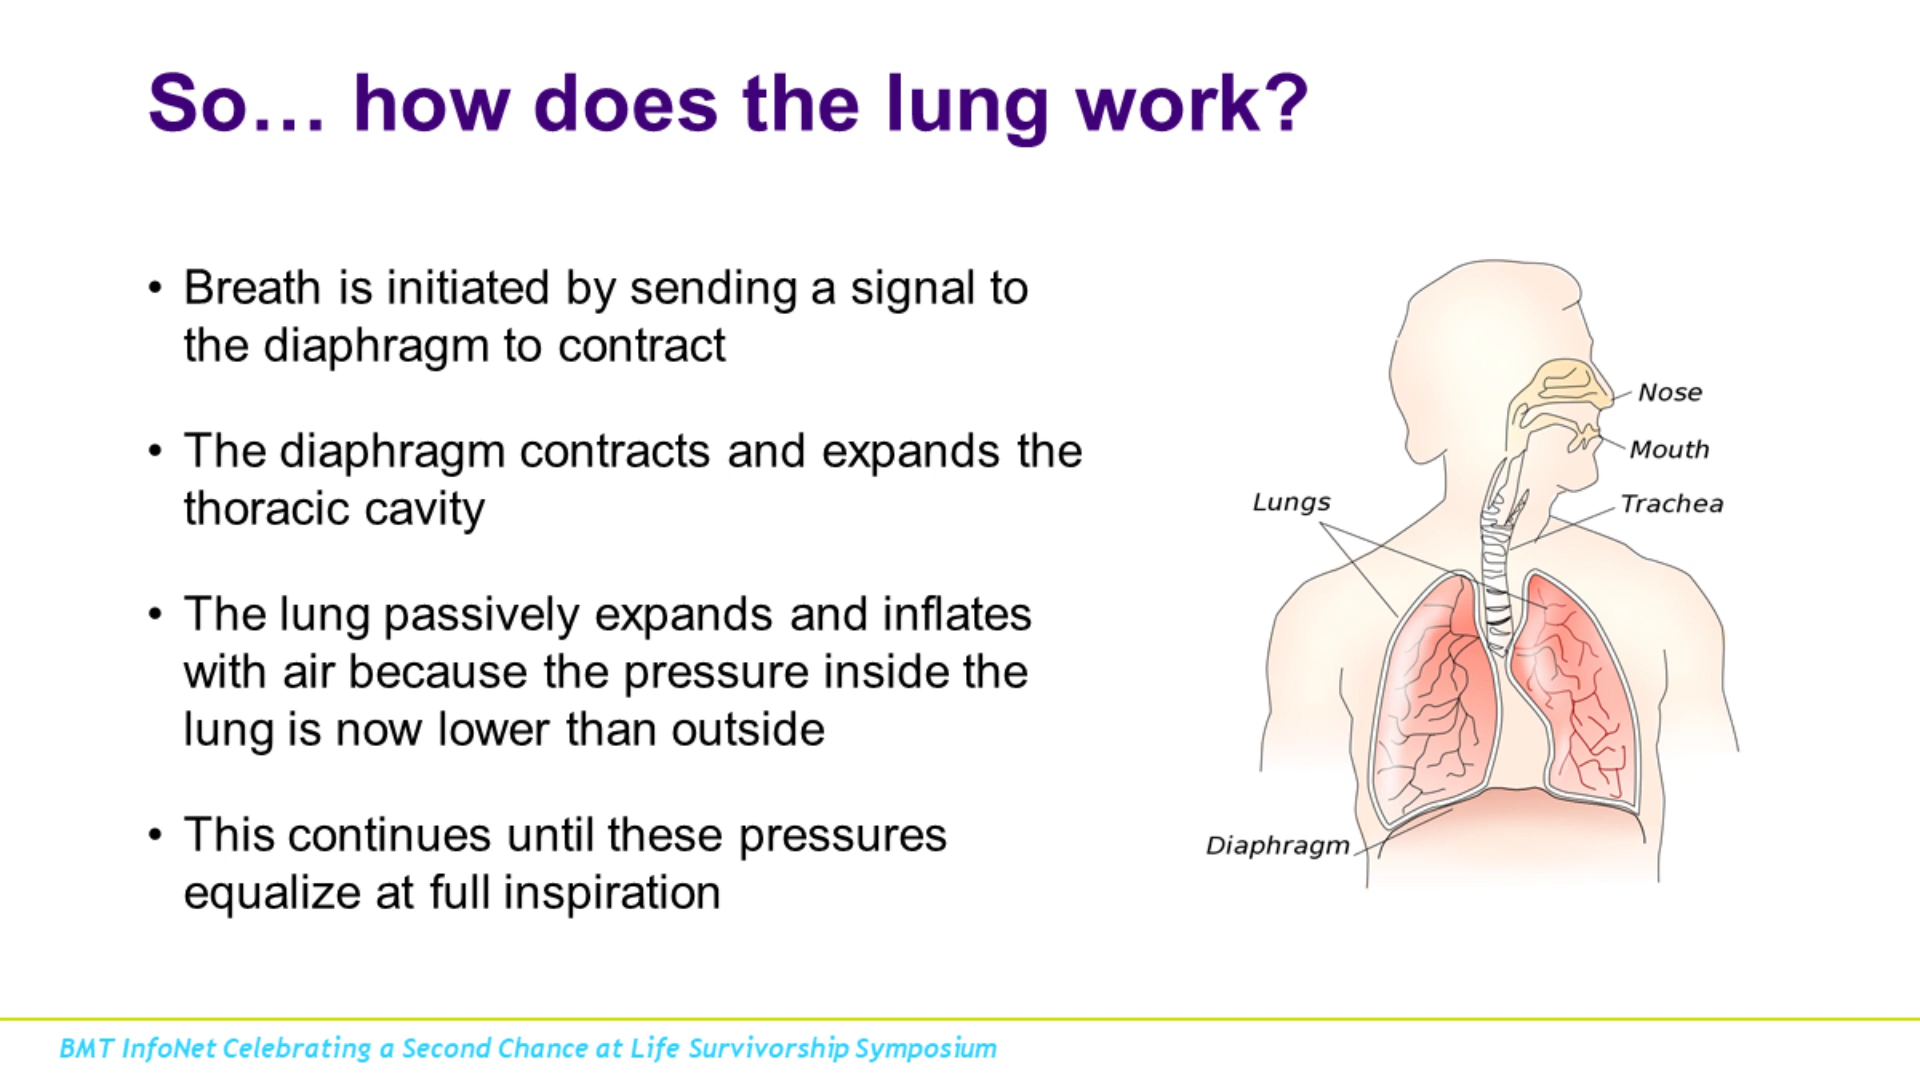 So… how does the lung work?
• Breath is initiated by sending a signal to
the diaphragm to contract
• The diaphragm contracts and expands the
thoracic cavity
• The lung passively expands and inflates
with air because the pressure inside the
lung is now lower than outside
• This continues until these pressures
equalize at full inspiration
Nose
Mouth
Lungs
Trachea
Diaphragm
BMT InfoNet Celebrating a Second Chance at Life Survivorship Symposium